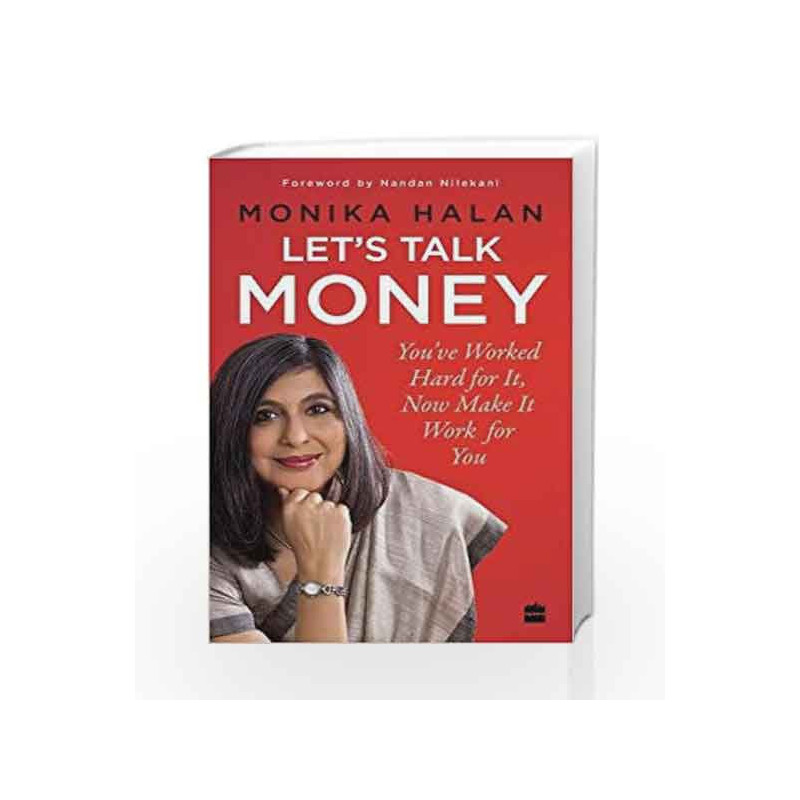 Foreword by Nandan Nilekani
MONIKA HALAN
LET'S TALK
MONEY
You've Worked
Hard for It,
Now Make It
Work for
You